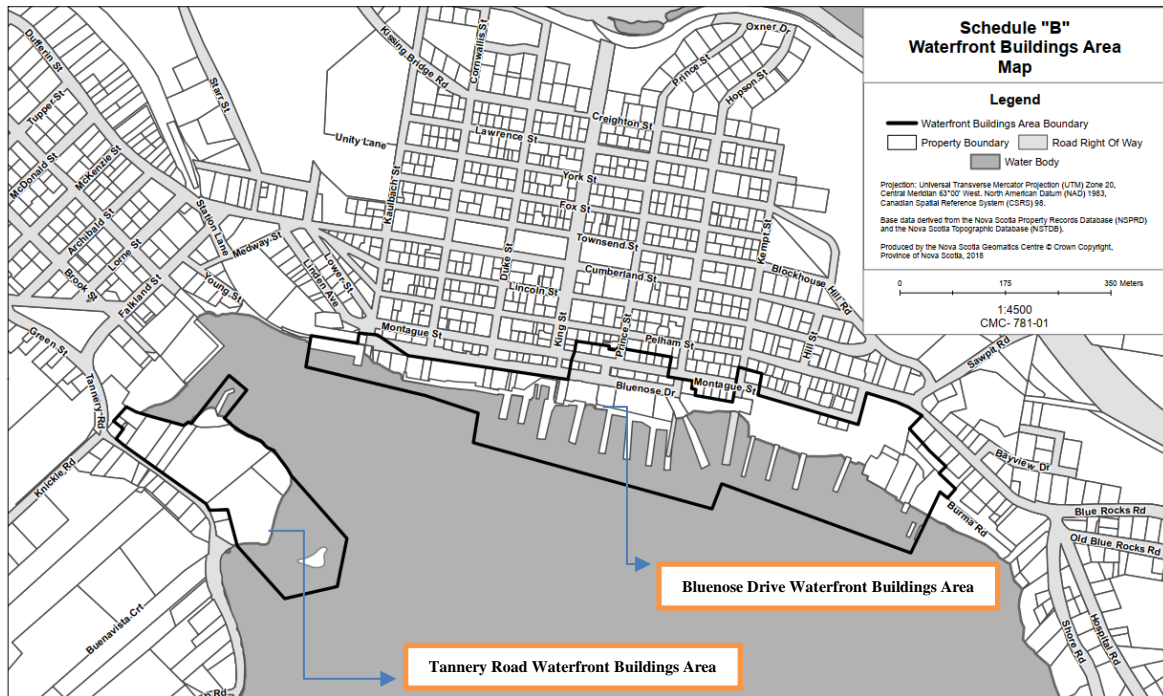 Schedule "B"
Waterfront Buildings Area
Map
Legend
Waterfront Buildings Area Boundary
Property Boundary
Road Right Of Way
Water Body
Projection: Universal Transverse Mercator Projection (UTM) Zone 20,
Central Meridian 63°00' West. North American Datum (NAD) 1983,
Canadian Spatial Reference System (CSRS) 98.
Base data derived from the Nova Scotia Property Records Database (NSPRD)
and the Nova Scotia Topographic Database (NSTDB).
Produced by the Nova Scotia Geomatics Centre © Crown Copyright,
Province of Nova Scotia, 2018
0 175 350 Meters
1:4500
CMC- 781-01
Dufferin St
Tupper St
McDonald St
McKenzie St
Archibald St
Lorne St
Brook St
Falkland St
Green St
Tannery Rd
Knickle Rd
Buenavista Crt
Starr St
Station Lane
Medway St
Young St
Linden Ave
Lower St
Unity Lane
Kissing Bridge Rd
Cornwallis St
Kaulbach St
Oxner Dr
Prince St
Hopson St
Creighton St
Lawrence St
York St
Fox St
Townsend St
Duke St
Cumberland St
Lincoln St
Kempt St
Blockhouse Hill Rd
Montague St
King St
Prince St
Pelham St
Hill St
Bluenose Dr
Montague St
Sawpit Rd
Bayview Dr
Burma Rd
Blue Rocks Rd
Old Blue Rocks Rd
Shore Rd
Hospital Rd
Bluenose Drive Waterfront Buildings Area
Tannery Road Waterfront Buildings Area